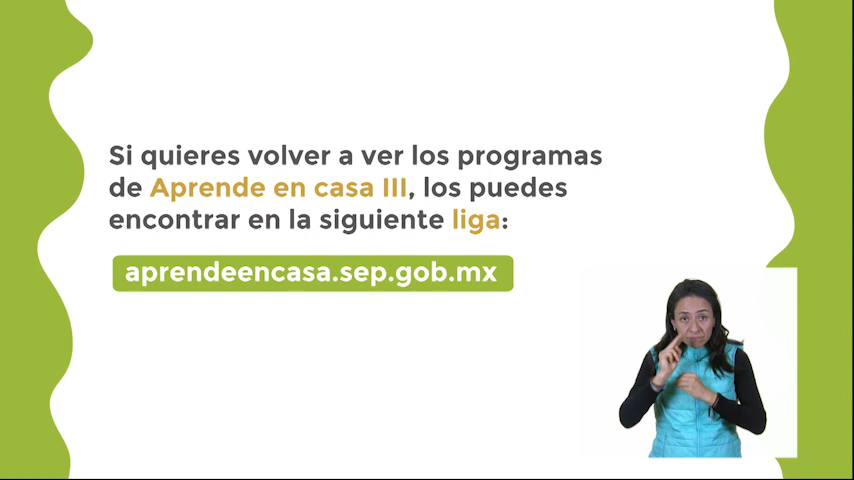 Si quieres volver a ver los programas
de Aprende en casa III, los puedes
encontrar en la siguiente liga:
aprendeencasa.sep.gob.mx